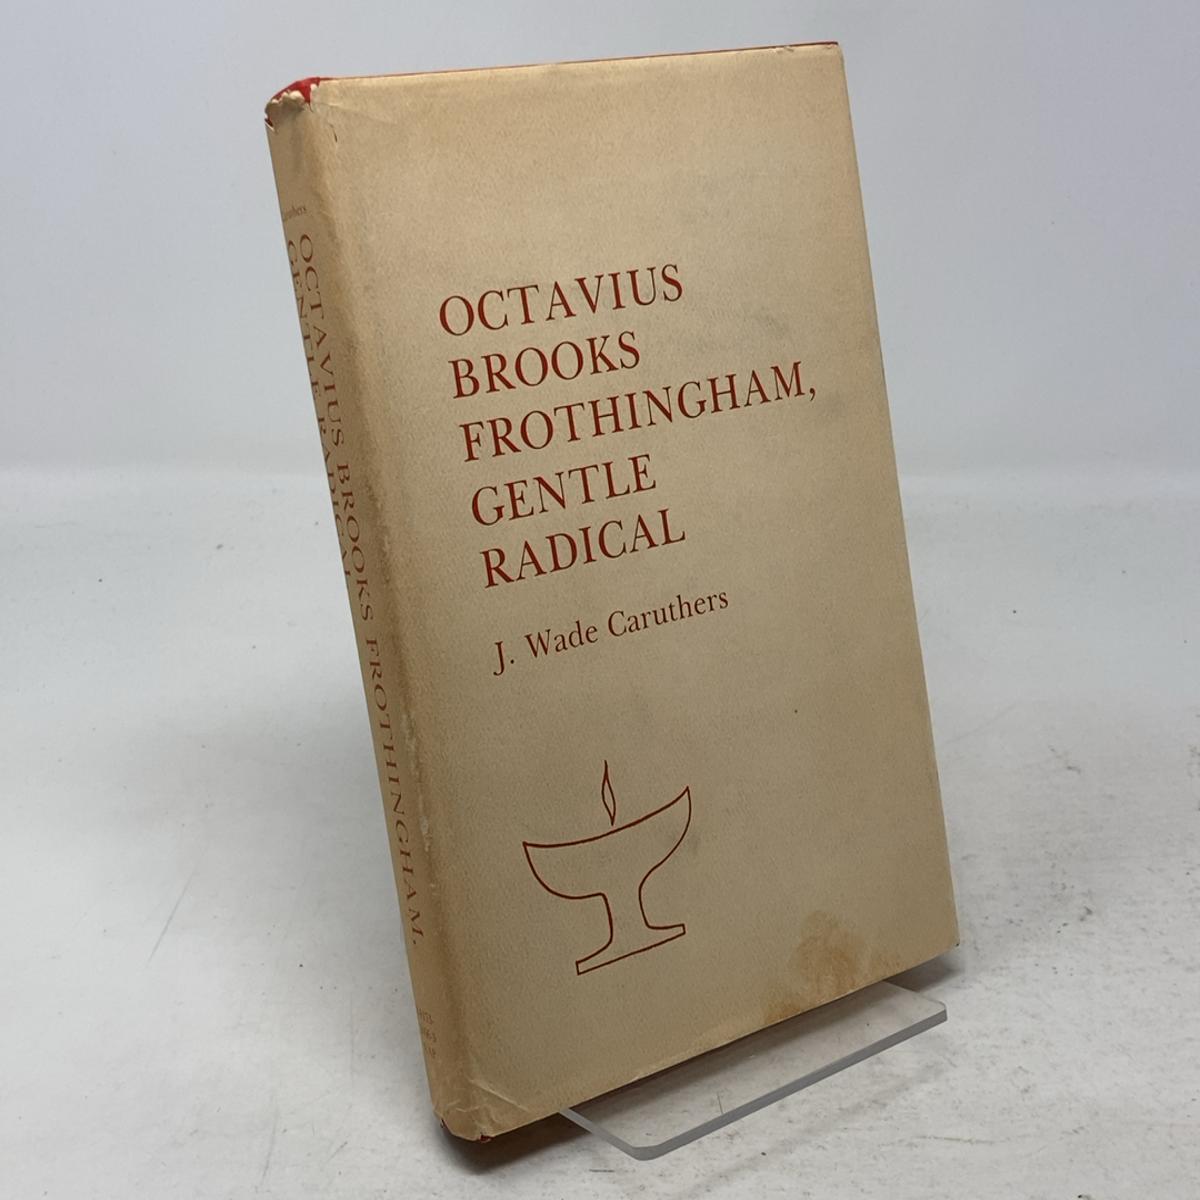 OCTAVIUS
BROOKS
FROTHINGHAM,
GENTLE
RADICAL
J. Wade Caruthers
Caruthers
OCTAVIUS BROOKS FROTHINGHAM,
GENTLE RADICAL